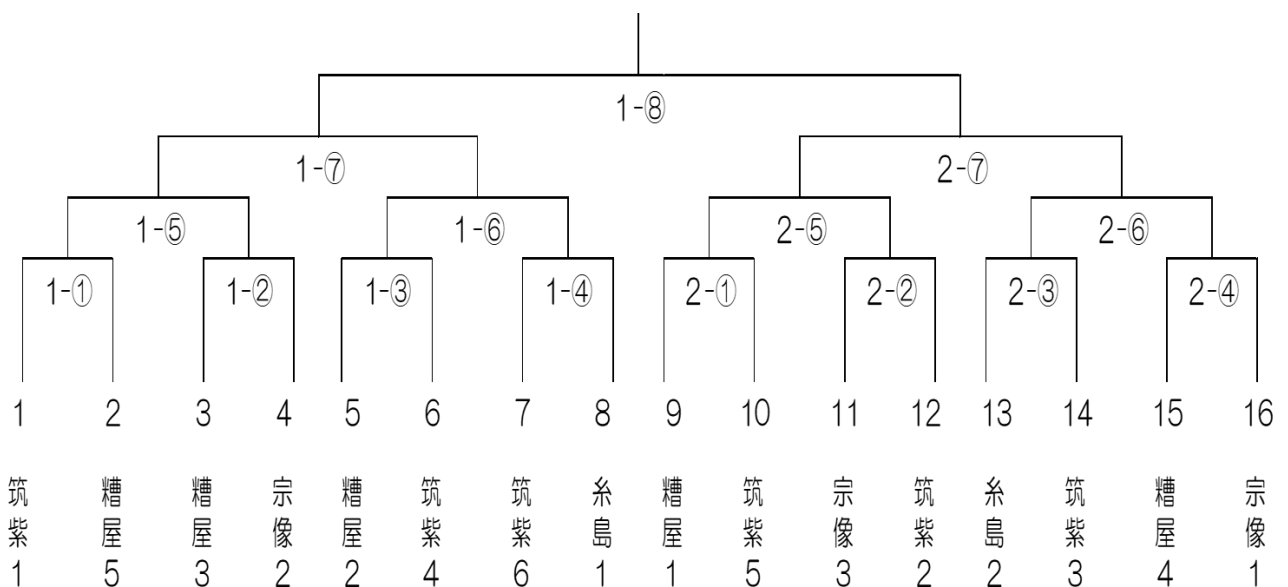 1-⑧
1-⑦ 2-⑦
1-⑤ 1-⑥ 2-⑤ 2-⑥
1-① 1-② 1-③ 1-④ 2-① 2-② 2-③ 2-④
1 2 3 4 5 6 7 8 9 10 11 12 13 14 15 16
筑紫1
糟屋5
糟屋3
宗像2
糟屋2
筑紫4
筑紫6
糸島1
糟屋1
筑紫5
宗像3
筑紫2
糸島2
筑紫3
糟屋4
宗像1